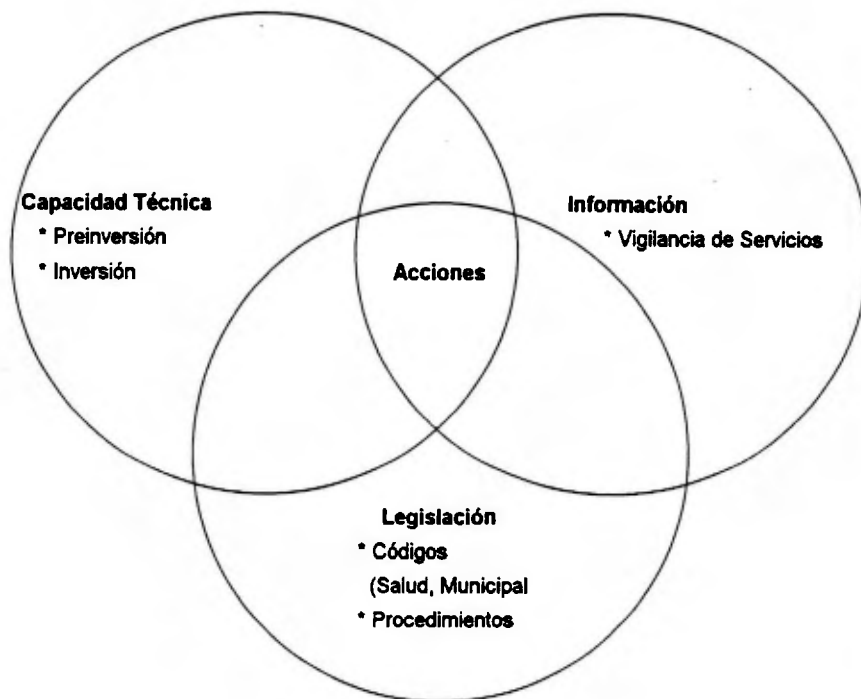 Capacidad Técnica
* Preinversión
* Inversión
Información
* Vigilancia de Servicios
Acciones
Legislación
* Códigos
(Salud, Municipal
* Procedimientos